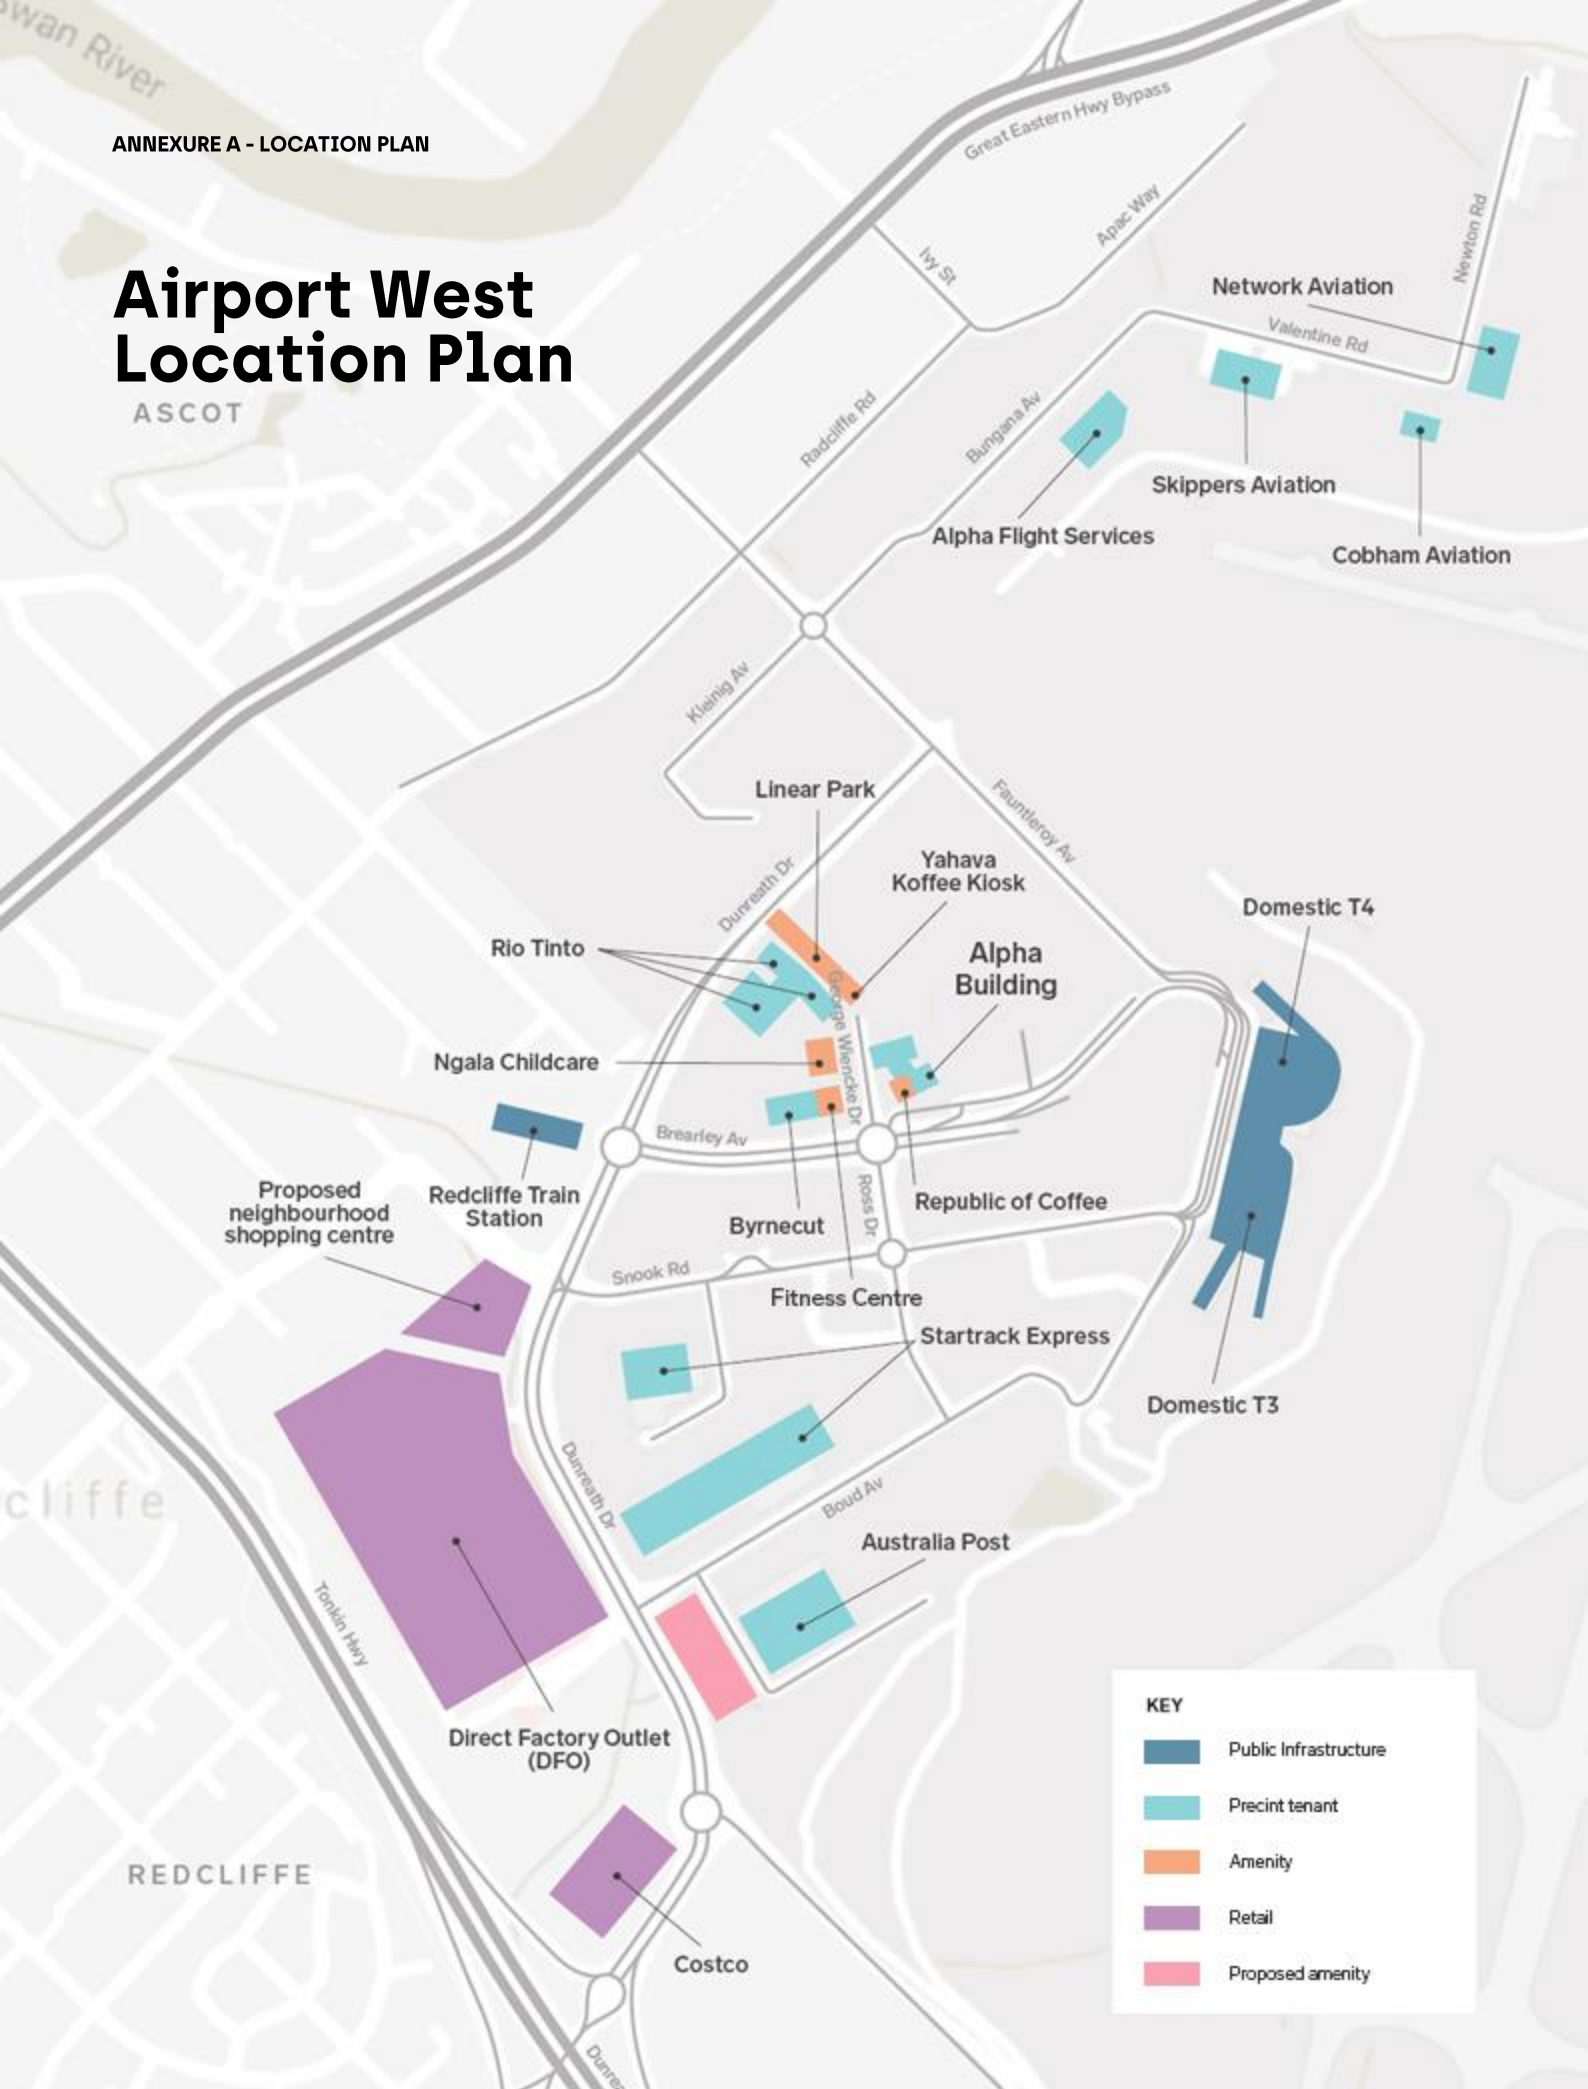 Swan River
ANNEXURE A - LOCATION PLAN
Airport West
Location Plan
ASCOT
Great Eastern Hwy Bypass
Ivy St
Apac Way
Newton Rd
Network Aviation
Valentine Rd
Radcliffe Rd
Bungana Av
Skippers Aviation
Alpha Flight Services
Cobham Aviation
Kleinig Av
Linear Park
Fauntleroy Av
Dunreath Dr
Yahava
Koffee Kiosk
Domestic T4
Rio Tinto
Alpha
Building
George Wiencke Dr
Ngala Childcare
Brearley Av
Redcliffe Train
Station
Proposed
neighbourhood
shopping centre
Ross Dr
Republic of Coffee
Byrnecut
Snook Rd
Fitness Centre
Startrack Express
Domestic T3
Dunreath Dr
cliffe
Boud Av
Australia Post
Tonkin Hwy
Direct Factory Outlet
(DFO)
REDCLIFFE
Costco
Dunrea
KEY
Public Infrastructure
Precint tenant
Amenity
Retail
Proposed amenity